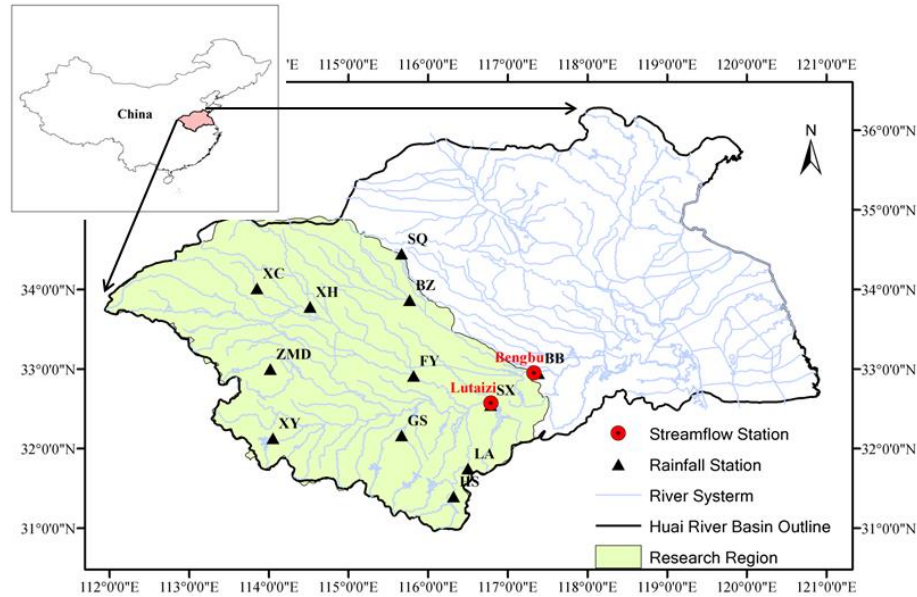 '0"E 115°0'0"E 116°0'0"E 117°0'0"E 118°0'0"E 119°0'0"E 120°0'0"E 121°0'0"E
China
N
36°0'0"N
35°0'0"N
SQ
34°0'0"N XC BZ 34°0'0"N
XH
33°0'0"N ZMD FY Bengbu BB 33°0'0"N
Lutaizi SX
32°0'0"N XY GS 32°0'0"N
LA
HS
31°0'0"N 31°0'0"N
Streamflow Station
Rainfall Station
River Systerm
Huai River Basin Outline
Research Region
112°0'0"E 113°0'0"E 114°0'0"E 115°0'0"E 116°0'0"E 117°0'0"E 118°0'0"E 119°0'0"E 120°0'0"E 121°0'0"E